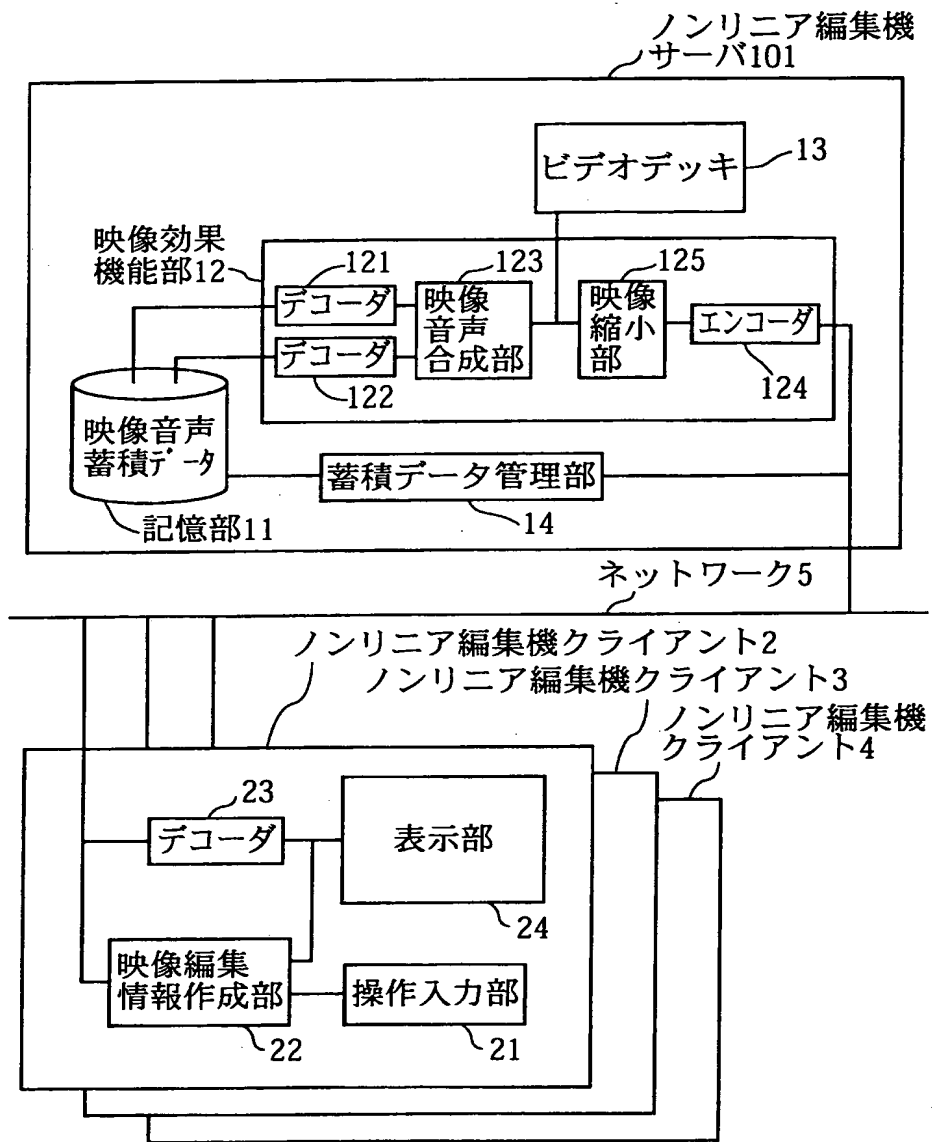 ノンリニア編集機
サーバ101
ビデオデッキ
13
映像効果
機能部12
121
デコーダ
123
映像
音声
合成部
125
映像
縮小
部
エンコーダ
124
デコーダ
122
映像音声
蓄積データ
記憶部11
蓄積データ管理部
14
ネットワーク5
ノンリニア編集機クライアント2
ノンリニア編集機クライアント3
ノンリニア編集機
クライアント4
23
デコーダ
表示部
24
映像編集
情報作成部
22
操作入力部
21